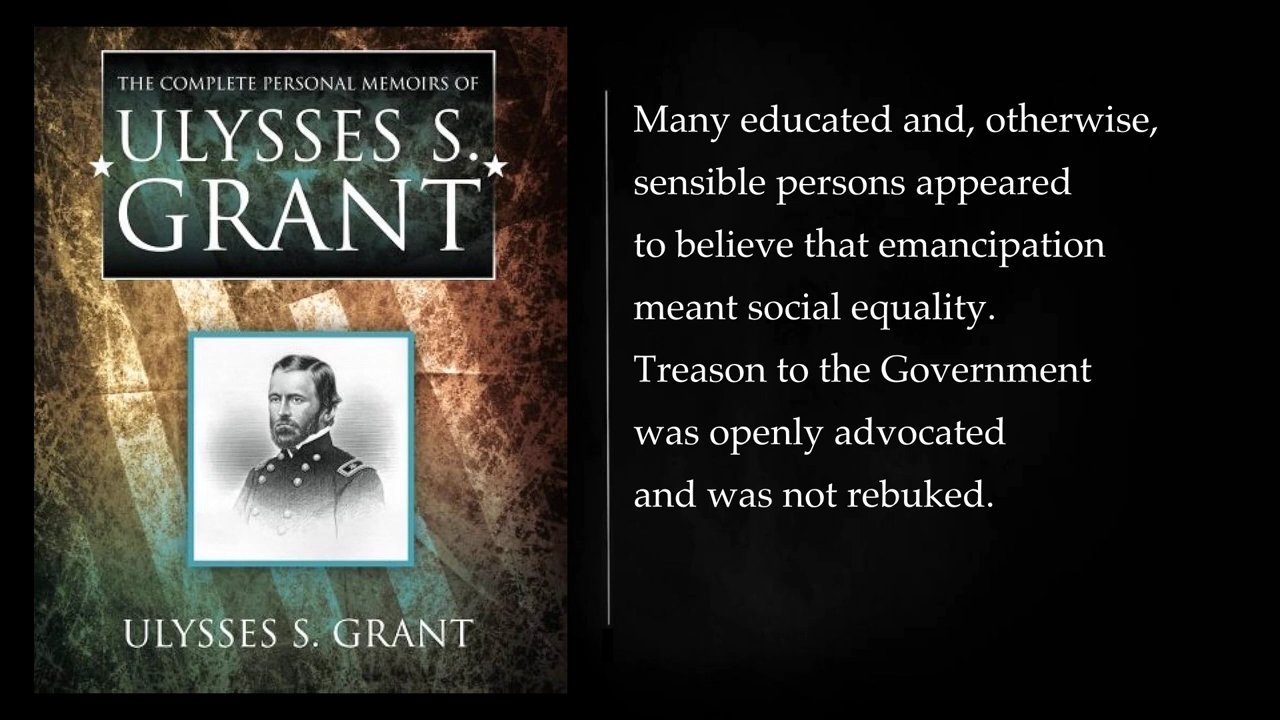 THE COMPLETE PERSONAL MEMOIRS OF
ULYSSES S.
GRANT
ULYSSES S. GRANT
Many educated and, otherwise,
sensible persons appeared
to believe that emancipation
meant social equality.
Treason to the Government
was openly advocated
and was not rebuked.